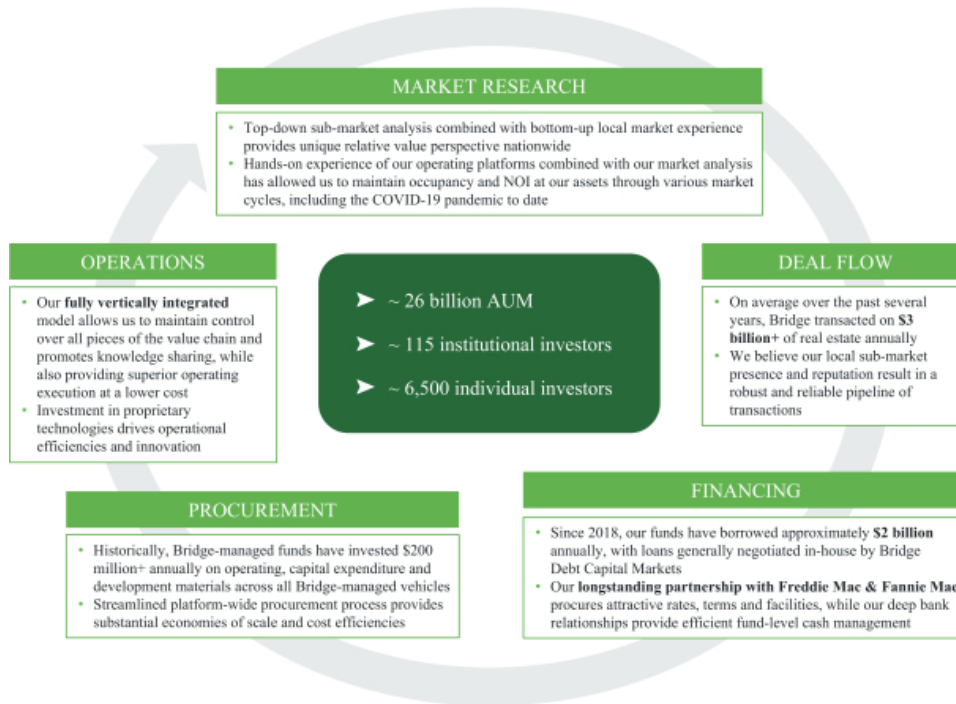 MARKET RESEARCH
• Top-down sub-market analysis combined with bottom-up local market experience
provides unique relative value perspective nationwide
• Hands-on experience of our operating platforms combined with our market analysis
has allowed us to maintain occupancy and NOI at our assets through various market
cycles, including the COVID-19 pandemic to date
OPERATIONS
• Our fully vertically integrated
model allows us to maintain control
over all pieces of the value chain and
promotes knowledge sharing, while
also providing superior operating
execution at a lower cost
• Investment in proprietary
technologies drives operational
efficiencies and innovation
➤ ~ 26 billion AUM
➤ ~ 115 institutional investors
➤ ~ 6,500 individual investors
DEAL FLOW
• On average over the past several
years, Bridge transacted on $3
billion+ of real estate annually
• We believe our local sub-market
presence and reputation result in a
robust and reliable pipeline of
transactions
PROCUREMENT
• Historically, Bridge-managed funds have invested $200
million+ annually on operating, capital expenditure and
development materials across all Bridge-managed vehicles
• Streamlined platform-wide procurement process provides
substantial economies of scale and cost efficiencies
FINANCING
• Since 2018, our funds have borrowed approximately $2 billion
annually, with loans generally negotiated in-house by Bridge
Debt Capital Markets
• Our longstanding partnership with Freddie Mac & Fannie Mae
procures attractive rates, terms and facilities, while our deep bank
relationships provide efficient fund-level cash management